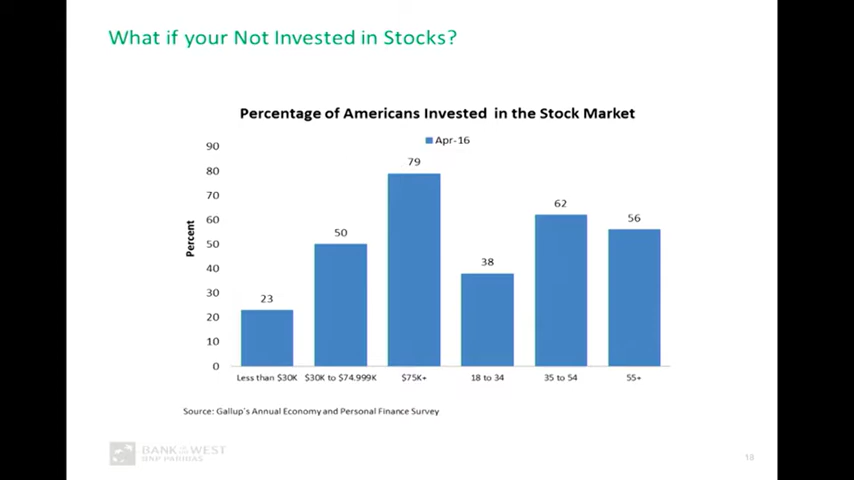 What if your Not Invested in Stocks?
Percentage of Americans Invested in the Stock Market
Apr-16
90
80
70
60
50
40
30
20
10
0
Percent
23
50
79
38
62
56
Less than $30K $30K to $74.999K $75K+ 18 to 34 35 to 54 55+
Source: Gallup's Annual Economy and Personal Finance Survey
BANK OF THE WEST
BNP PARIBAS
18